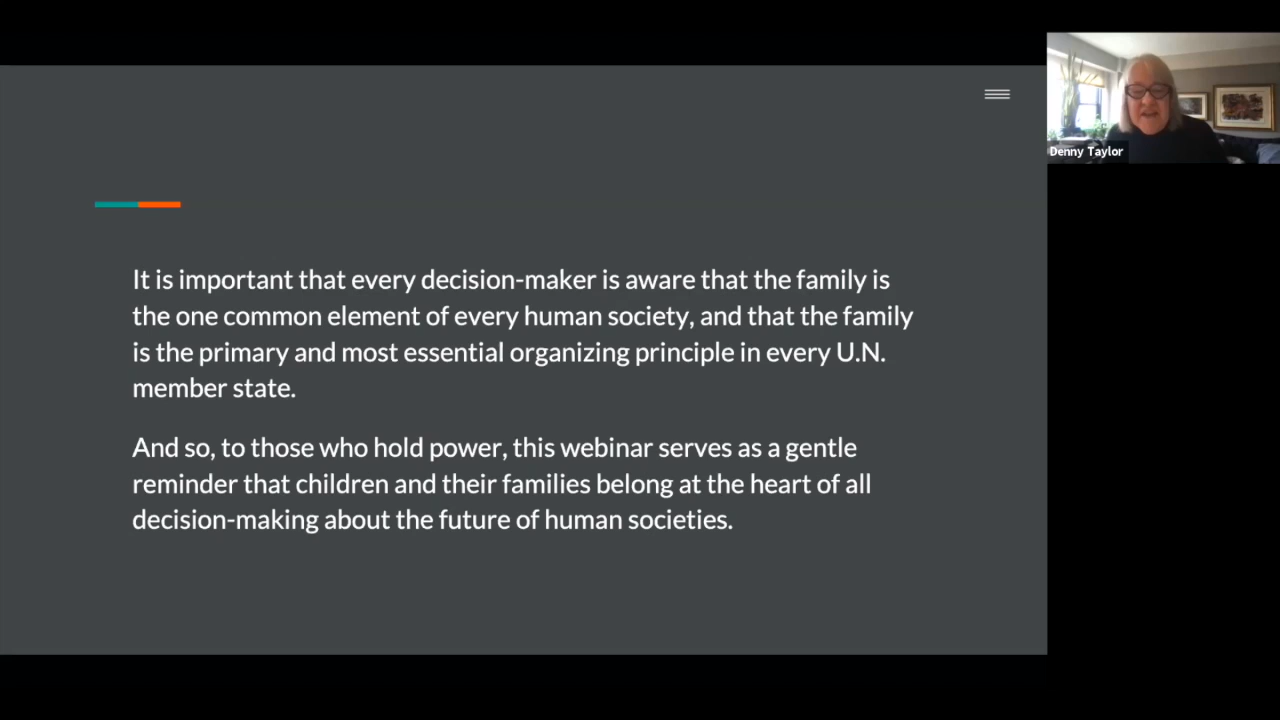 It is important that every decision-maker is aware that the family is
the one common element of every human society, and that the family
is the primary and most essential organizing principle in every U.N.
member state.
And so, to those who hold power, this webinar serves as a gentle
reminder that children and their families belong at the heart of all
decision-making about the future of human societies.
Denny Taylor